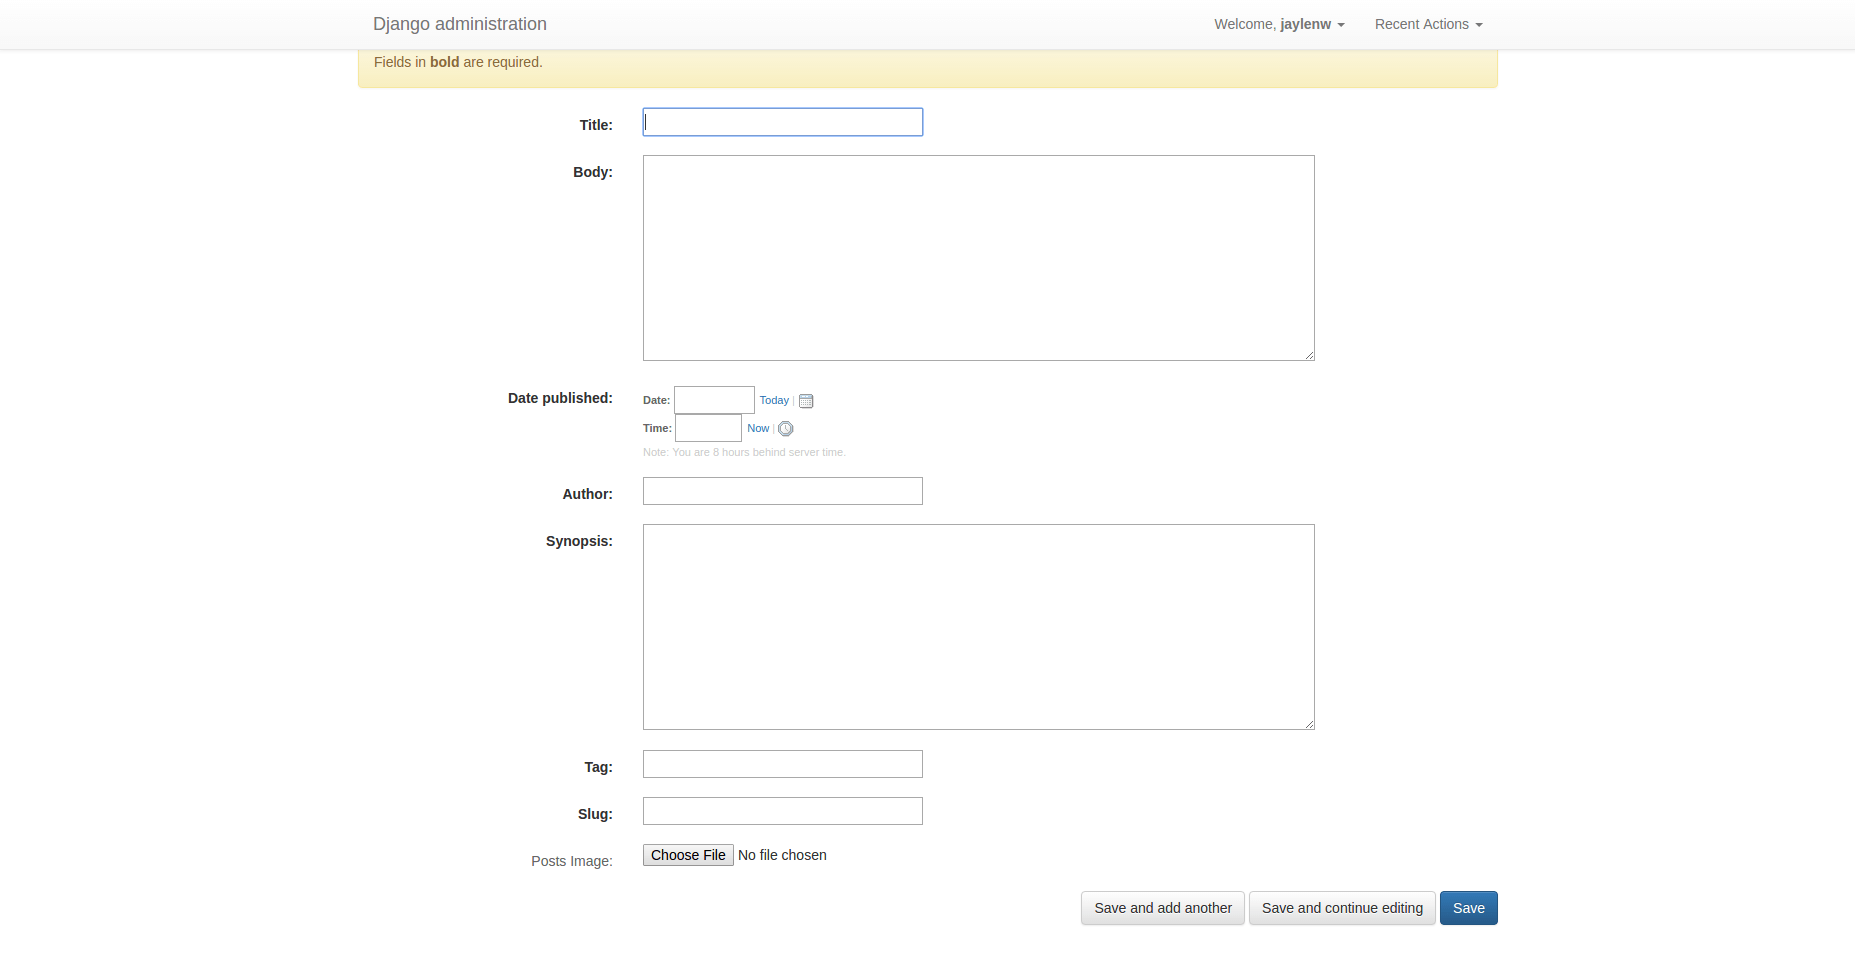 Django administration
Welcome, jaylenw
Recent Actions
Fields in bold are required.
Title:
Body:
Date published:
Date:
Today |
Time:
Now |
Note: You are 8 hours behind server time.
Author:
Synopsis:
Tag:
Slug:
Posts Image:
Choose File No file chosen
Save and add another
Save and continue editing
Save